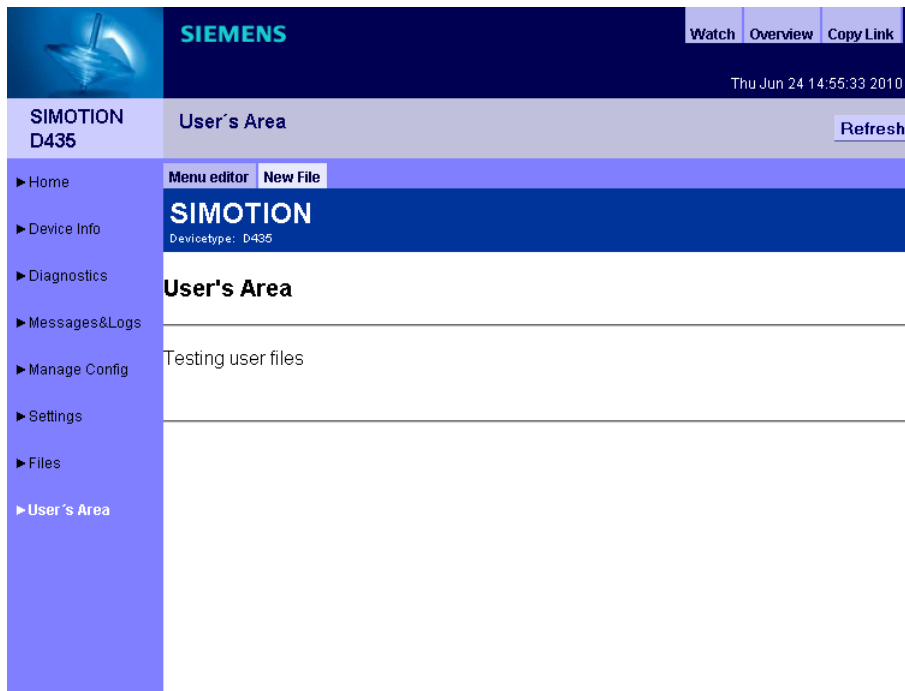 SIEMENS
Watch Overview Copy Link
Thu Jun 24 14:55:33 2010
SIMOTION
D435
User´s Area
Refresh
►Home
►Device Info
►Diagnostics
►Messages&Logs
►Manage Config
►Settings
►Files
►User´s Area
Menu editor New File
SIMOTION
Devicetype: D435
User's Area
Testing user files